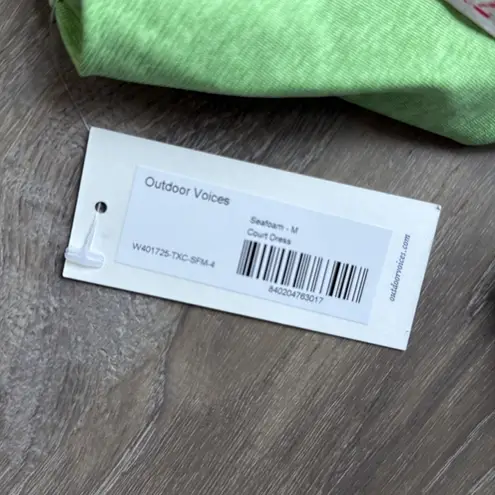 Outdoor Voices
Seafoam - M
Court Dress
W401725-TXC-SFM-4
840204763017
outdoorvoices.com